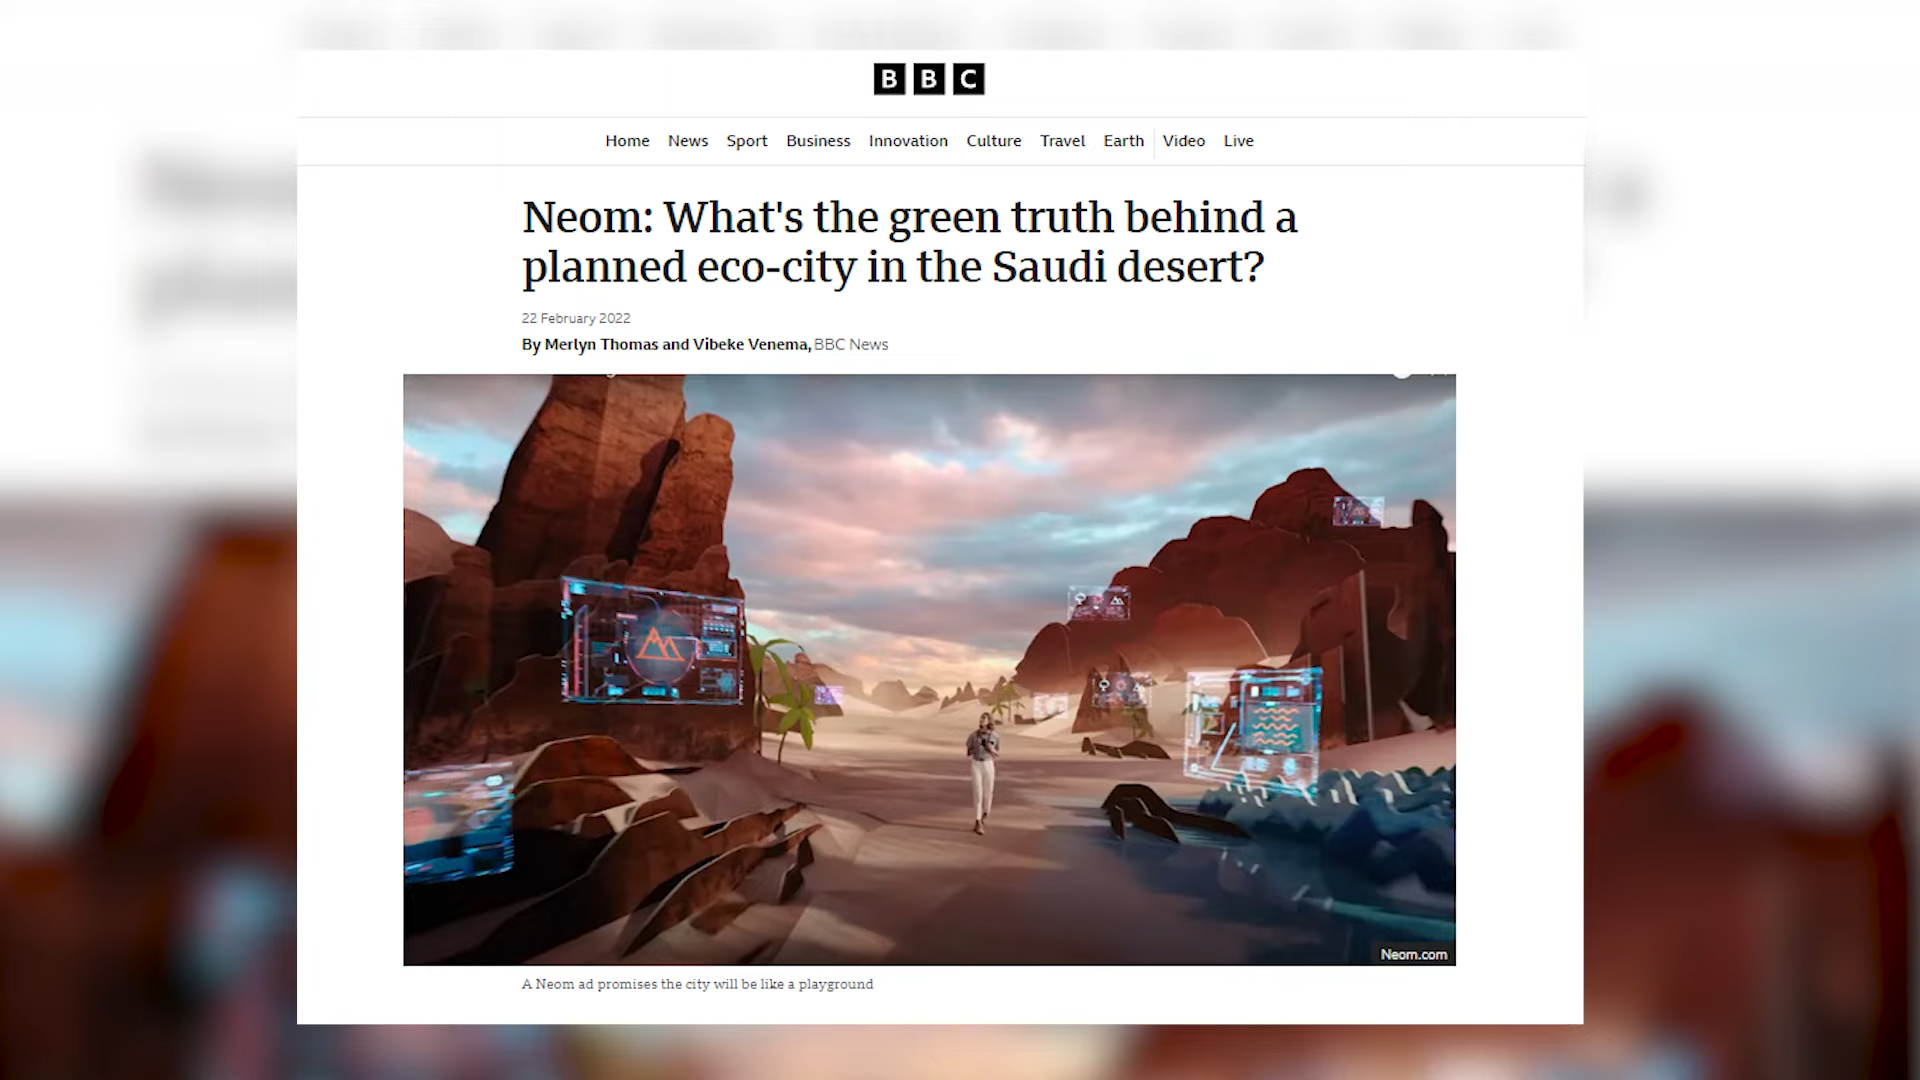 BBC
Home News Sport Business Innovation Culture Travel Earth Video Live
Neom: What's the green truth behind a
planned eco-city in the Saudi desert?
22 February 2022
By Merlyn Thomas and Vibeke Venema, BBC News
Neom.com
A Neom ad promises the city will be like a playground